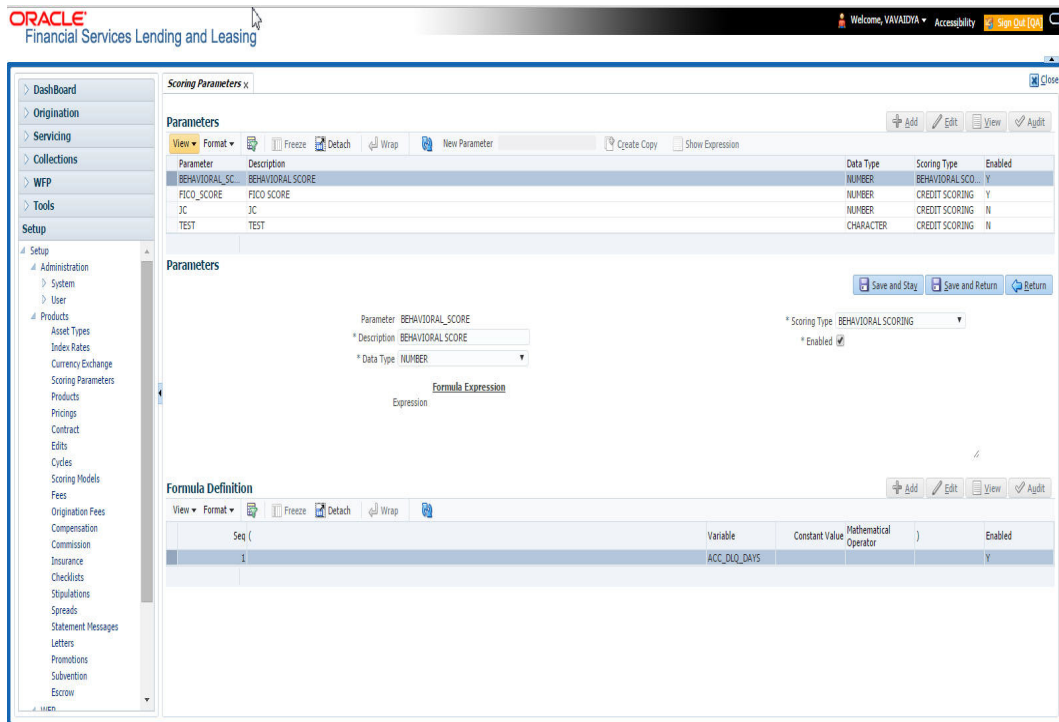 ORACLE
Financial Services Lending and Leasing
Welcome, VAVAIDYA Accessibility Sign Out [QA]
Close
DashBoard
Origination
Servicing
Collections
WFP
Tools
Setup
Setup
Administration
System
User
Products
Asset Types
Index Rates
Currency Exchange
Scoring Parameters
Products
Pricings
Contract
Edits
Cycles
Scoring Models
Fees
Origination Fees
Compensation
Commission
Insurance
Checklists
Stipulations
Spreads
Statement Messages
Letters
Promotions
Subvention
Escrow
WFP
Scoring Parameters x
Parameters
Add Edit View Audit
View Format Freeze Detach Wrap New Parameter Create Copy Show Expression
Parameter Description Data Type Scoring Type Enabled
BEHAVIORAL_SC... BEHAVIORAL SCORE NUMBER BEHAVIORAL SCO... Y
FICO_SCORE FICO SCORE NUMBER CREDIT SCORING Y
JC JC NUMBER CREDIT SCORING N
TEST TEST CHARACTER CREDIT SCORING N
Parameters
Save and Stay Save and Return Return
Parameter BEHAVIORAL_SCORE * Scoring Type BEHAVIORAL SCORING
* Description BEHAVIORAL SCORE * Enabled
* Data Type NUMBER
Formula Expression
Expression
Formula Definition
Add Edit View Audit
View Format Freeze Detach Wrap
Seq ( Variable Constant Value Mathematical Operator ) Enabled
1 ACC_DLQ_DAYS Y